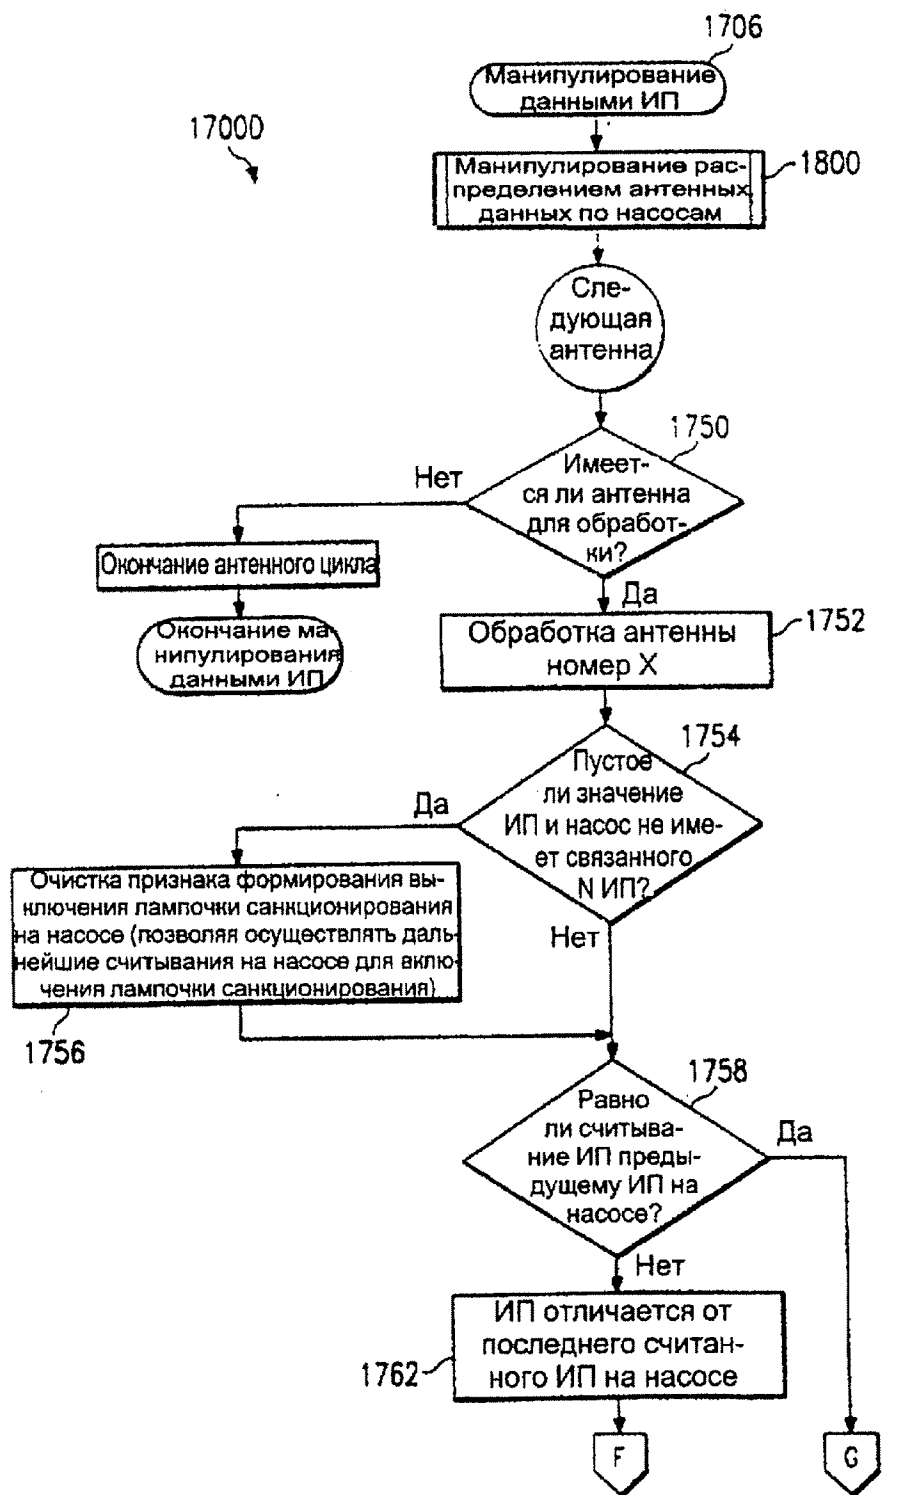 1706
Манипулирование
данными ИП
1700D
Манипулирование рас-
пределением антенных
данных по насосам
1800
Сле-
дующая
антенна
1750
Имеет-
ся ли антенна
для обработ-
ки?
Нет
Окончание антенного цикла
Да
Окончание ма-
нипулирования
данными ИП
Обработка антенны
номер X
1752
1754
Пустое
ли значение
ИП и насос не име-
ет связанного
N ИП?
Да
Очистка признака формирования вы-
ключения лампочки санкционирования
на насосе (позволяя осуществлять даль-
нейшие считывания на насосе для вклю-
чения лампочки санкционирования)
Нет
1756
1758
Равно
ли считыва-
ние ИП преды-
дущему ИП на
насосе?
Да
Нет
ИП отличается от
последнего считан-
ного ИП на насосе
1762
F
G